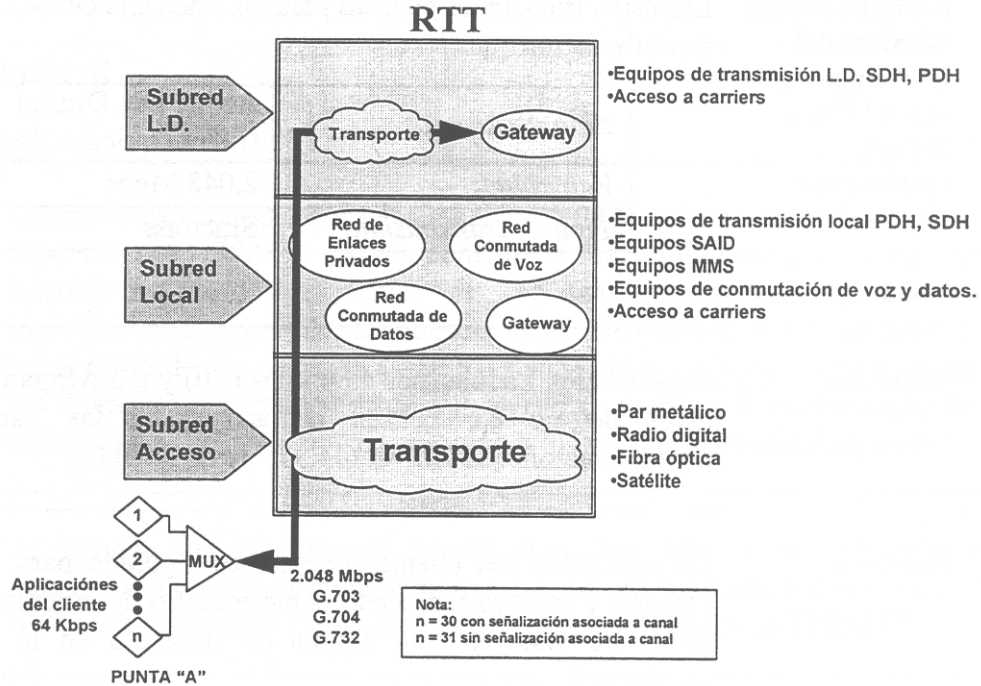 RTT
Subred
L.D.
Transporte
Gateway
•Equipos de transmisión L.D. SDH, PDH
•Acceso a carriers
Subred
Local
Red de
Enlaces
Privados
Red
Conmutada
de Voz
Red
Conmutada de
Datos
Gateway
•Equipos de transmisión local PDH, SDH
•Equipos SAID
•Equipos MMS
•Equipos de conmutación de voz y datos.
•Acceso a carriers
Subred
Acceso
Transporte
•Par metálico
•Radio digital
•Fibra óptica
•Satélite
1
2
n
MUX
Aplicaciónes
del cliente
64 Kbps
PUNTA "A"
2.048 Mbps
G.703
G.704
G.732
Nota:
n = 30 con señalización asociada a canal
n = 31 sin señalización asociada a canal